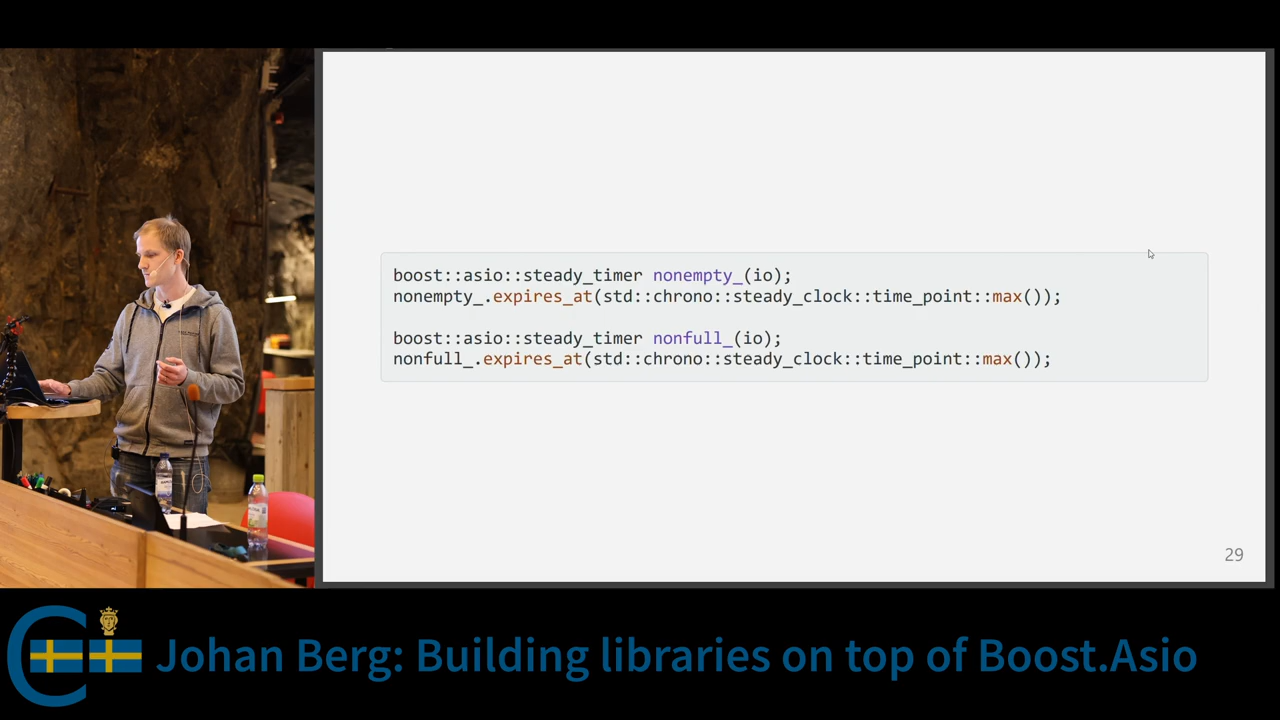 boost::asio::steady_timer nonempty_(io);
nonempty_.expires_at(std::chrono::steady_clock::time_point::max());
boost::asio::steady_timer nonfull_(io);
nonfull_.expires_at(std::chrono::steady_clock::time_point::max());
29
Johan Berg: Building libraries on top of Boost.Asio